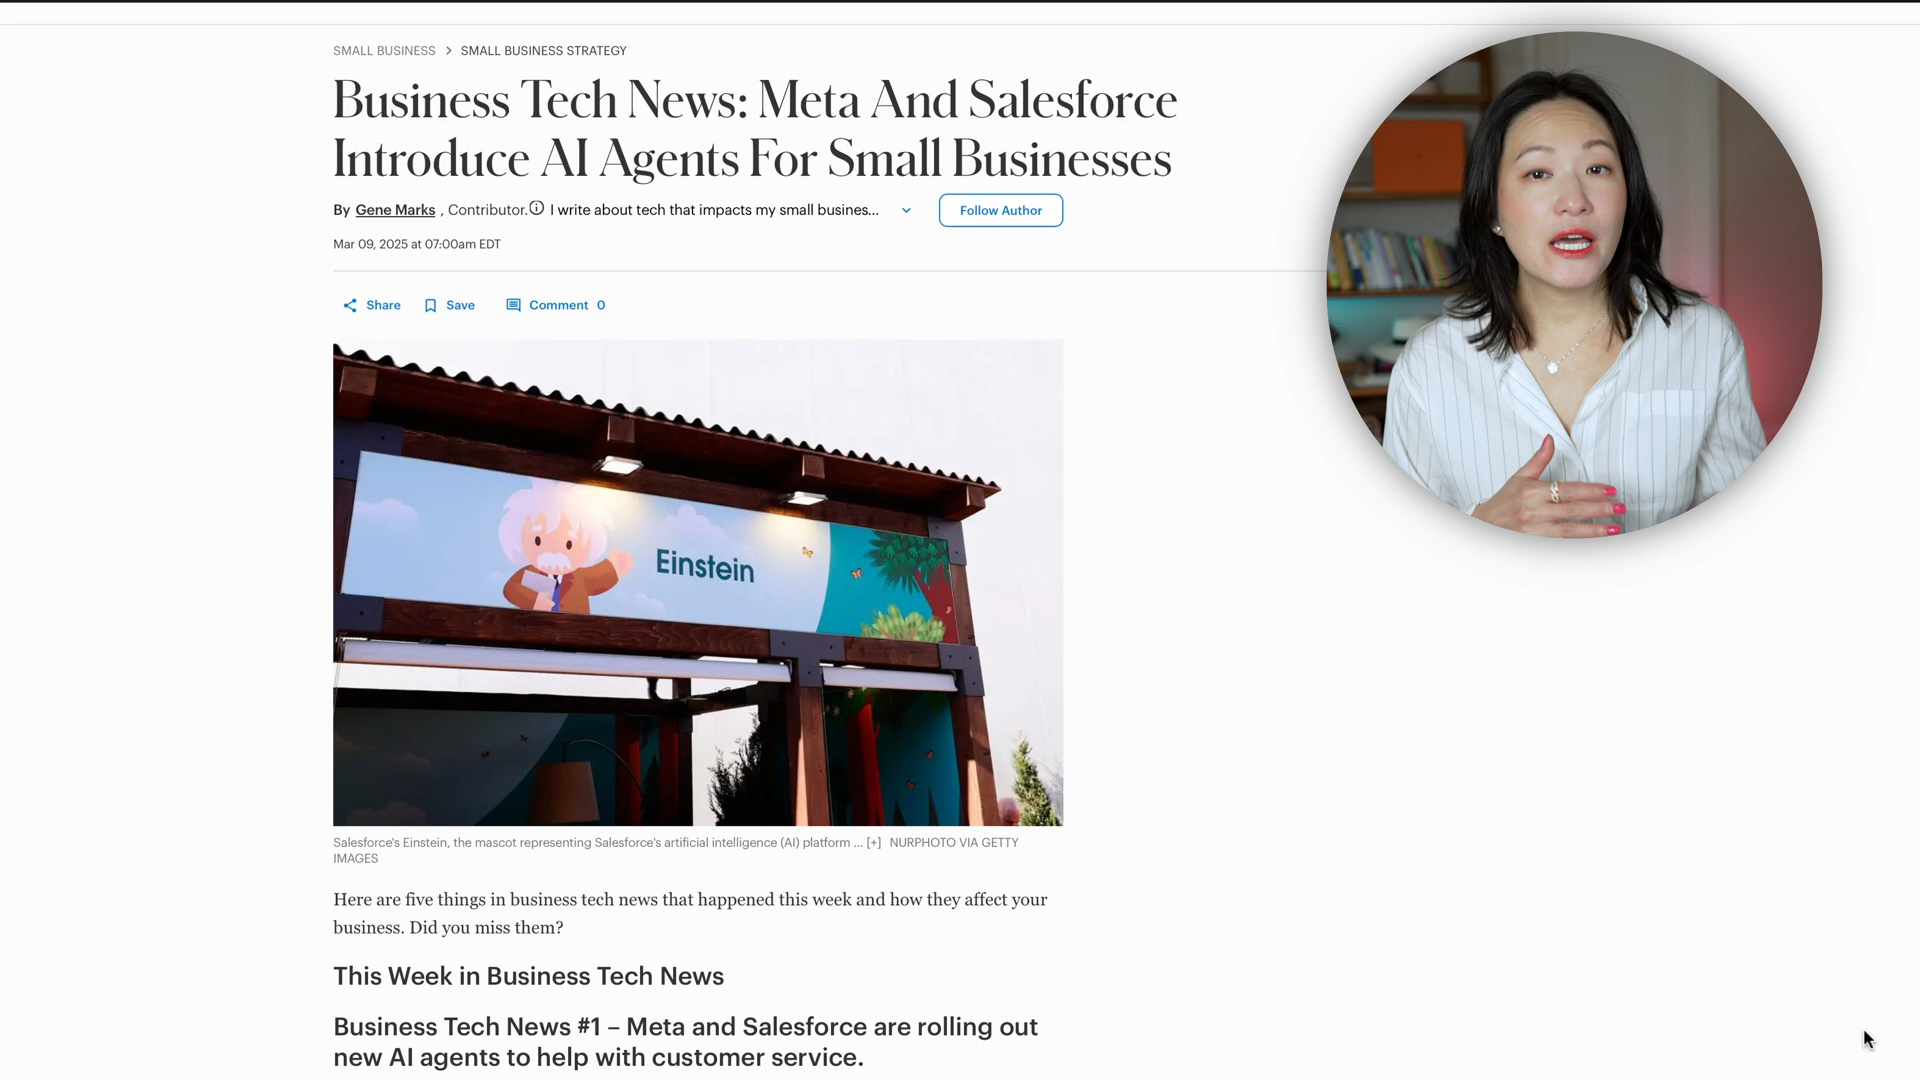 SMALL BUSINESS > SMALL BUSINESS STRATEGY
Business Tech News: Meta And Salesforce
Introduce AI Agents For Small Businesses
By Gene Marks , Contributor. I write about tech that impacts my small busines...
Follow Author
Mar 09, 2025 at 07:00am EDT
Share Save Comment 0
Einstein
Salesforce's Einstein, the mascot representing Salesforce's artificial intelligence (AI) platform ... [+] NURPHOTO VIA GETTY
IMAGES
Here are five things in business tech news that happened this week and how they affect your
business. Did you miss them?
This Week in Business Tech News
Business Tech News #1 – Meta and Salesforce are rolling out
new AI agents to help with customer service.